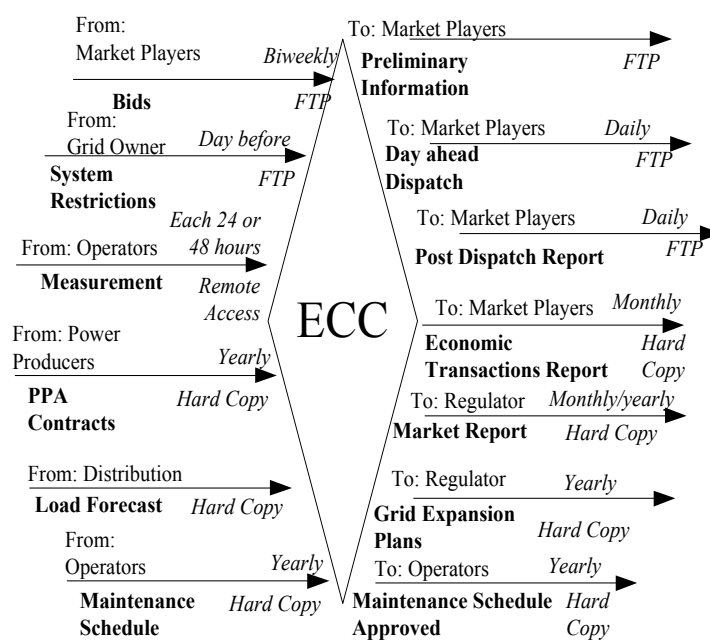 From:
Market Players Biweekly
Bids FTP
From:
Grid Owner Day before
System FTP
Restrictions
Each 24 or
From: Operators 48 hours
Measurement Remote
Access
From: Power
Producers Yearly
PPA Hard Copy
Contracts
From: Distribution
Load Forecast Hard Copy
From:
Operators Yearly
Maintenance Hard Copy
Schedule
ECC
To: Market Players
Preliminary FTP
Information
To: Market Players Daily
Day ahead FTP
Dispatch
To: Market Players Daily
Post Dispatch Report FTP
To: Market Players Monthly
Economic Hard
Transactions Report Copy
To: Regulator Monthly/yearly
Market Report Hard Copy
To: Regulator Yearly
Grid Expansion Hard Copy
Plans
To: Operators Yearly
Maintenance Schedule Hard
Approved Copy